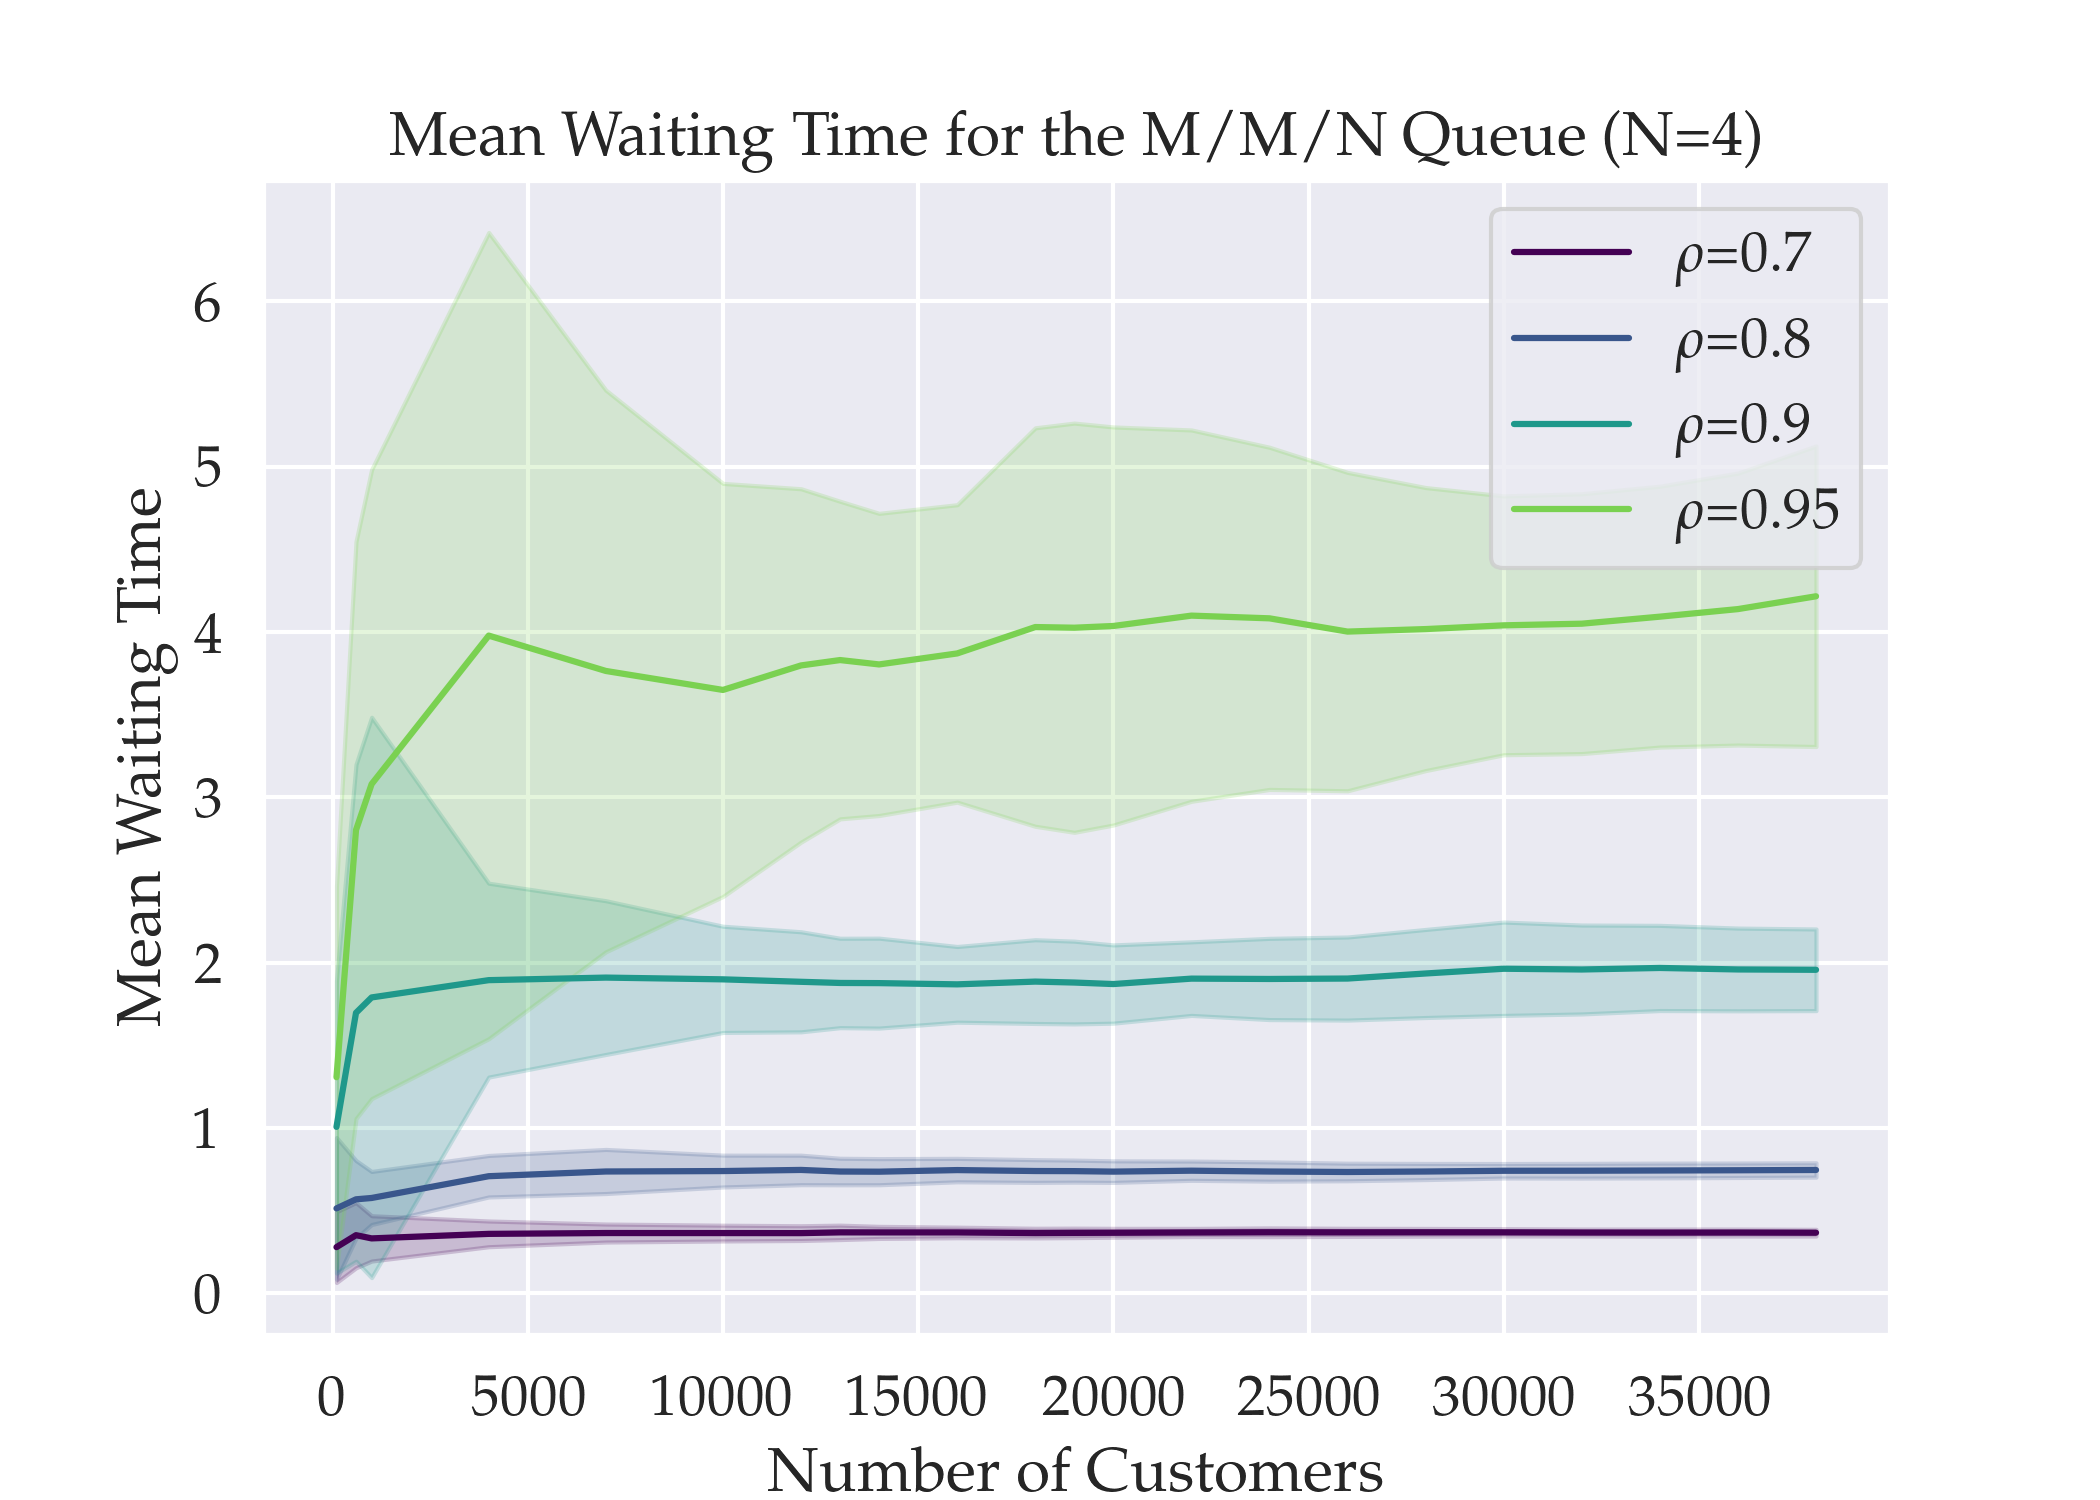 Mean Waiting Time for the M/M/N Queue (N=4)
ρ=0.7
ρ=0.8
ρ=0.9
ρ=0.95
Mean Waiting Time
6
5
4
3
2
1
0
0 5000 10000 15000 20000 25000 30000 35000
Number of Customers